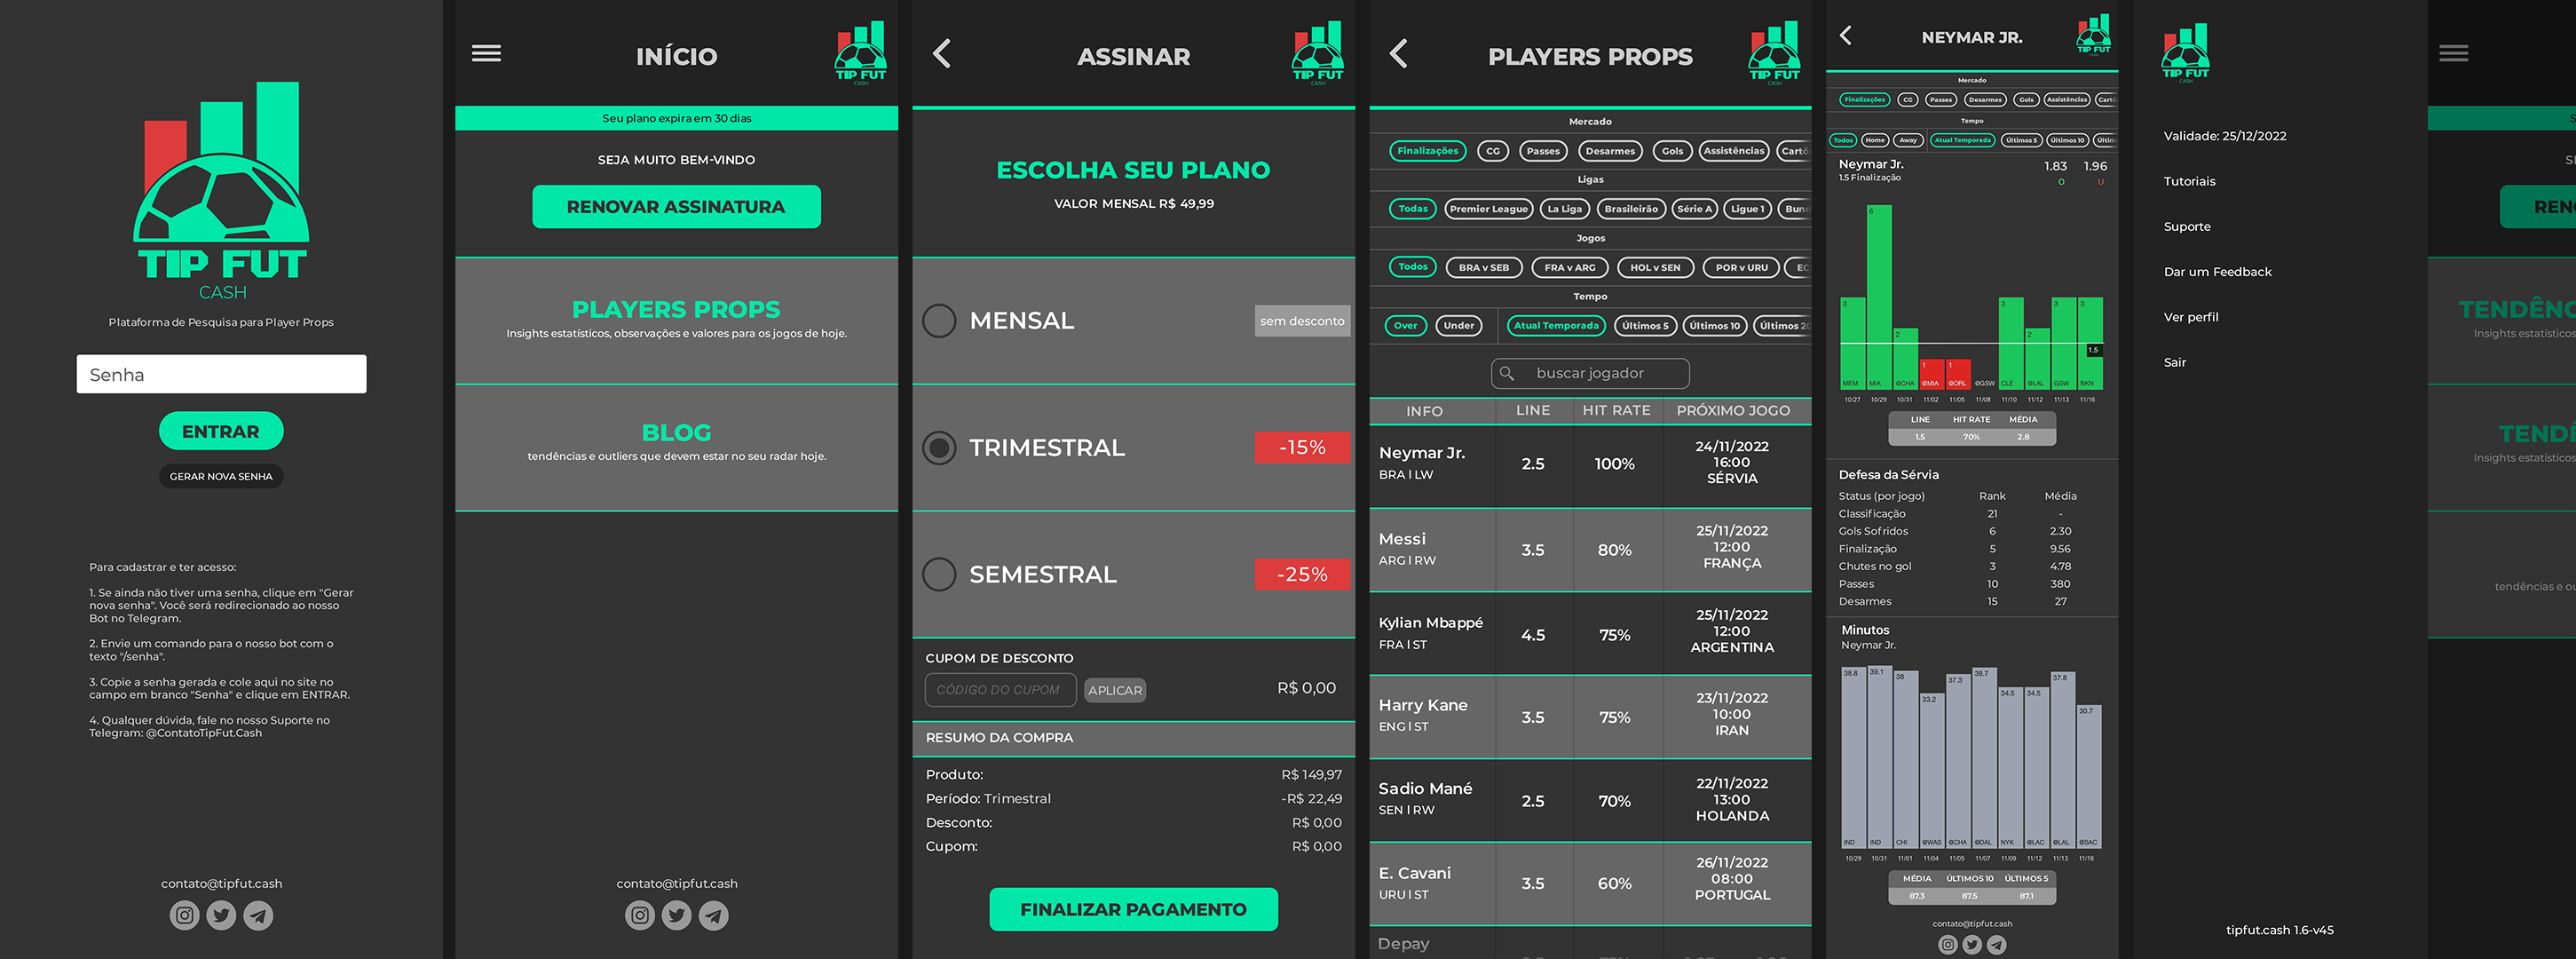 TIP FUT
CASH
Plataforma de Pesquisa para Player Props
Senha
ENTRAR
GERAR NOVA SENHA
Para cadastrar e ter acesso:
1. Se ainda não tiver uma senha, clique em "Gerar
nova senha". Você será redirecionado ao nosso
Bot no Telegram.
2. Envie um comando para o nosso bot com o
texto "/senha".
3. Copie a senha gerada e cole aqui no site no
campo em branco "Senha" e clique em ENTRAR.
4. Qualquer dúvida, fale no nosso Suporte no
Telegram: @ContatoTipFut.Cash
contato@tipfut.cash
INÍCIO
TIP FUT
CASH
Seu plano expira em 30 dias
SEJA MUITO BEM-VINDO
RENOVAR ASSINATURA
PLAYERS PROPS
Insights estatísticos, observações e valores para os jogos de hoje.
BLOG
tendências e outliers que devem estar no seu radar hoje.
contato@tipfut.cash
ASSINAR
TIP FUT
CASH
ESCOLHA SEU PLANO
VALOR MENSAL R$ 49,99
MENSAL sem desconto
TRIMESTRAL -15%
SEMESTRAL -25%
CUPOM DE DESCONTO
CÓDIGO DO CUPOM APLICAR R$ 0,00
RESUMO DA COMPRA
Produto: R$ 149,97
Período: Trimestral -R$ 22,49
Desconto: R$ 0,00
Cupom: R$ 0,00
FINALIZAR PAGAMENTO
PLAYERS PROPS
TIP FUT
CASH
Mercado
Finalizações CG Passes Desarmes Gols Assistências Cartõ
Ligas
Todas Premier League La Liga Brasileirão Série A Ligue 1 Bund
Jogos
Todos BRA v SEB FRA v ARG HOL v SEN POR v URU EC
Tempo
Over Under Atual Temporada Últimos 5 Últimos 10 Últimos 20
buscar jogador
INFO LINE HIT RATE PRÓXIMO JOGO
Neymar Jr.
BRA | LW
2.5 100%
24/11/2022
16:00
SÉRVIA
Messi
ARG | RW
3.5 80%
25/11/2022
12:00
FRANÇA
Kylian Mbappé
FRA | ST
4.5 75%
25/11/2022
12:00
ARGENTINA
Harry Kane
ENG | ST
3.5 75%
23/11/2022
10:00
IRAN
Sadio Mané
SEN | RW
2.5 70%
22/11/2022
13:00
HOLANDA
E. Cavani
URU | ST
3.5 60%
26/11/2022
08:00
PORTUGAL
Depay
NEYMAR JR.
TIP FUT
CASH
Mercado
Finalizações CG Passes Desarmes Gols Assistências Cartõ
Tempo
Todos Home Away Atual Temporada Últimos 5 Últimos 10 Últim
Neymar Jr. 1.83 1.96
1.5 Finalização O U
3 6 2 1 1 3 2 3 3
1.5
MEM MIA @CHA @MIA @ORL @GSW CLE @LAL GSW BKN
10/27 10/29 10/31 11/02 11/05 11/08 11/10 11/12 11/13 11/16
LINE HIT RATE MÉDIA
1.5 70% 2.8
Defesa da Sérvia
Status (por jogo) Rank Média
Classificação 21 -
Gols Sofridos 6 2.30
Finalização 5 9.56
Chutes no gol 3 4.78
Passes 10 380
Desarmes 15 27
Minutos
Neymar Jr.
38.8 39.1 38 33.2 37.3 38.7 34.5 34.5 37.8 30.7
IND IND CHI @WAS @CHA @DAL NYK @LAC @LAL @SAC
10/29 10/31 11/01 11/04 11/05 11/07 11/09 11/12 11/13 11/16
MÉDIA ÚLTIMOS 10 ÚLTIMOS 5
87.3 87.5 87.1
contato@tipfut.cash
TIP FUT
CASH
Validade: 25/12/2022
Tutoriais
Suporte
Dar um Feedback
Ver perfil
Sair
tipfut.cash 1.6-v45
S
SE
RENO
TENDÊNC
Insights estatísticos
TENDÊ
Insights estatísticos
tendências e ou